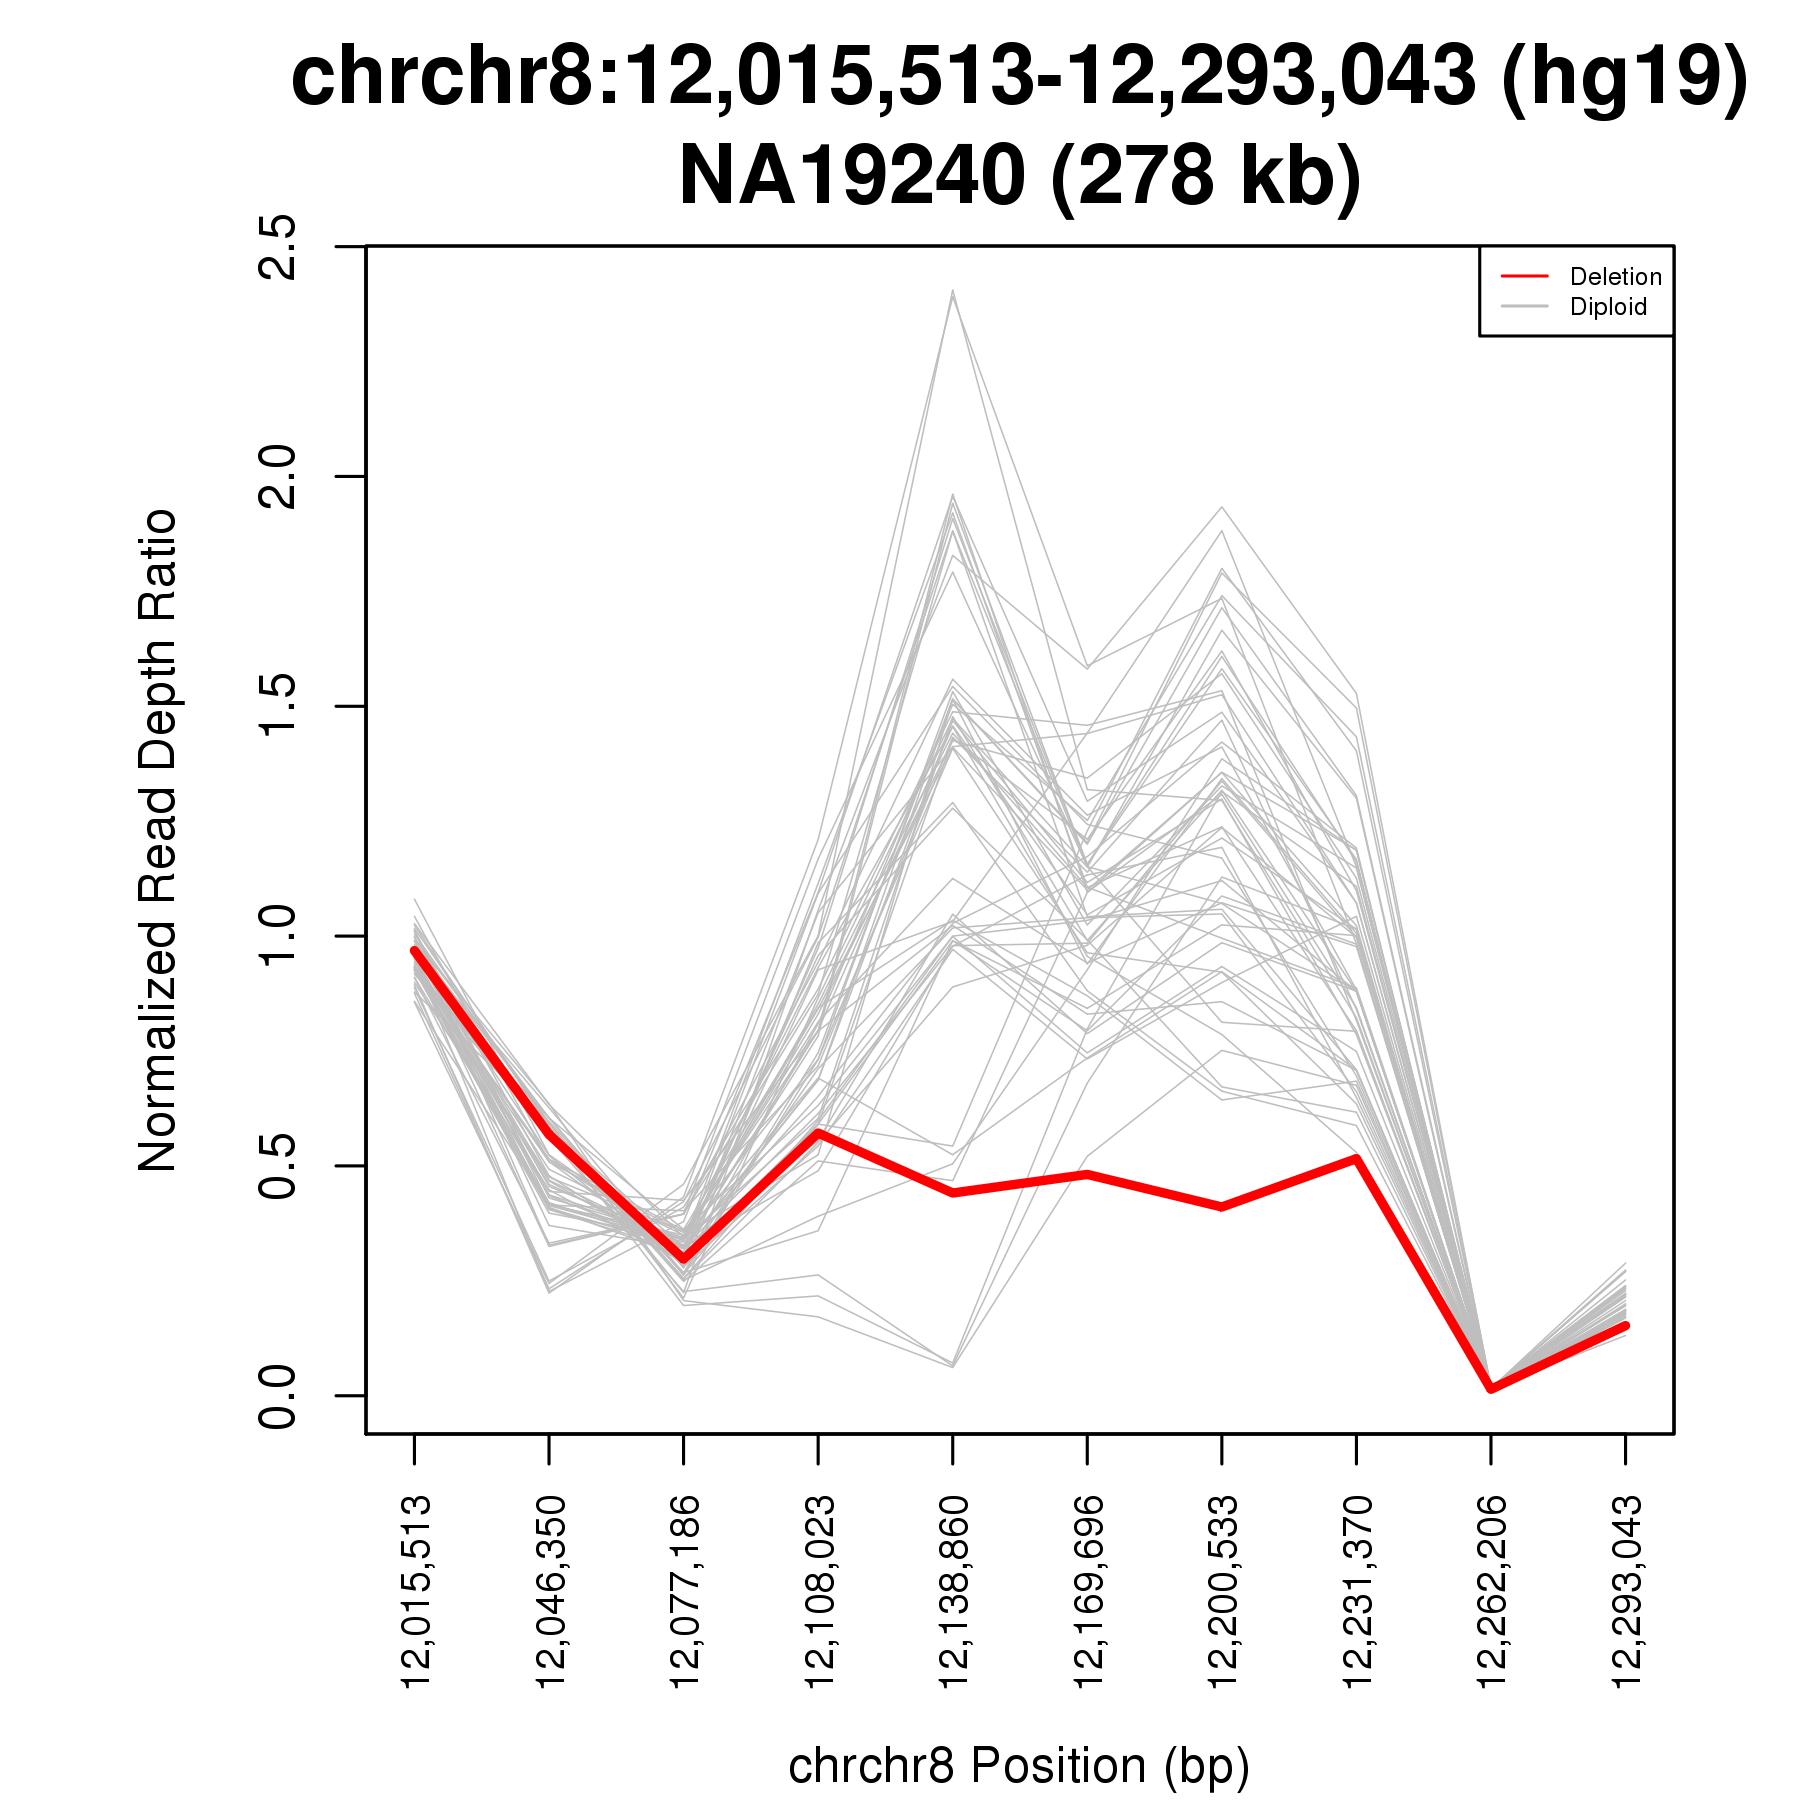 chrchr8:12,015,513-12,293,043 (hg19)
NA19240 (278 kb)
Deletion
Diploid
Normalized Read Depth Ratio
2.5
2.0
1.5
1.0
0.5
0.0
12,015,513
12,046,350
12,077,186
12,108,023
12,138,860
12,169,696
12,200,533
12,231,370
12,262,206
12,293,043
chrchr8 Position (bp)